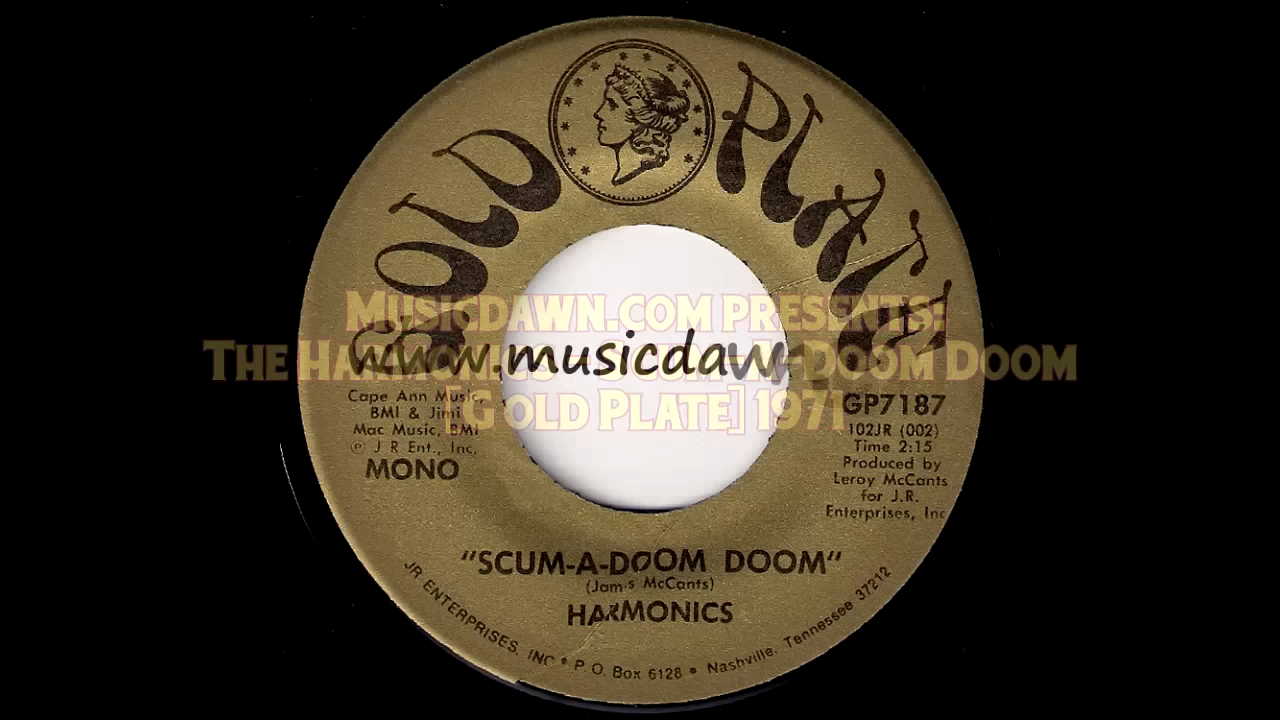 GOLD PLATE
Musicdawn.com presents:
The Harmonics - Scum-A-Doom Doom
[Gold Plate] 1971
www.musicdawn
Cape Ann Music,
BMI & Jimi
Mac Music, BMI
℗ J R Ent., Inc.
MONO
GP7187
102JR (002)
Time 2:15
Produced by
Leroy McCants
for J.R.
Enterprises, Inc
"SCUM-A-DOOM DOOM"
(James McCants)
HARMONICS
JR ENTERPRISES, INC * P.O. Box 6128 * Nashville, Tennessee 37212